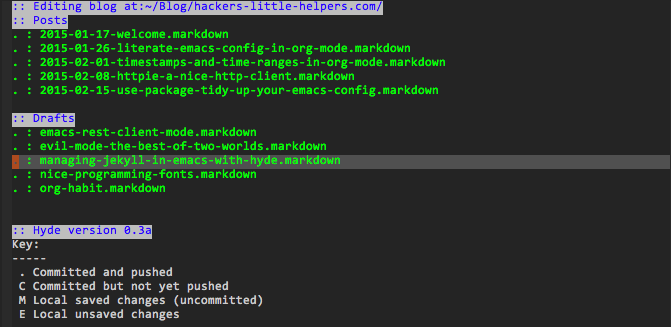 :: Editing blog at:~/Blog/hackers-little-helpers.com/
:: Posts
. : 2015-01-17-welcome.markdown
. : 2015-01-26-literate-emacs-config-in-org-mode.markdown
. : 2015-02-01-timestamps-and-time-ranges-in-org-mode.markdown
. : 2015-02-08-httpie-a-nice-http-client.markdown
. : 2015-02-15-use-package-tidy-up-your-emacs-config.markdown
:: Drafts
. : emacs-rest-client-mode.markdown
. : evil-mode-the-best-of-two-worlds.markdown
. : managing-jekyll-in-emacs-with-hyde.markdown
. : nice-programming-fonts.markdown
. : org-habit.markdown
:: Hyde version 0.3a
Key:
-----
. Committed and pushed
C Committed but not yet pushed
M Local saved changes (uncommitted)
E Local unsaved changes